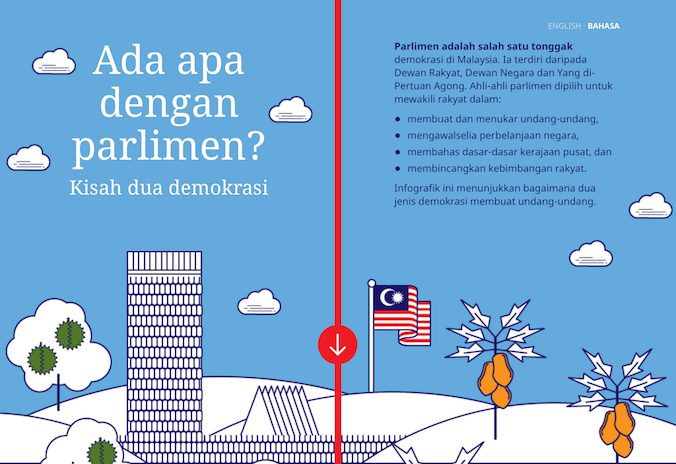 Ada apa
dengan
parlimen?
Kisah dua demokrasi
ENGLISH · BAHASA
Parlimen adalah salah satu tonggak
demokrasi di Malaysia. Ia terdiri daripada
Dewan Rakyat, Dewan Negara dan Yang di-
Pertuan Agong. Ahli-ahli parlimen dipilih untuk
mewakili rakyat dalam:
• membuat dan menukar undang-undang,
• mengawalselia perbelanjaan negara,
• membahas dasar-dasar kerajaan pusat, dan
• membincangkan kebimbangan rakyat.
Infografik ini menunjukkan bagaimana dua
jenis demokrasi membuat undang-undang.